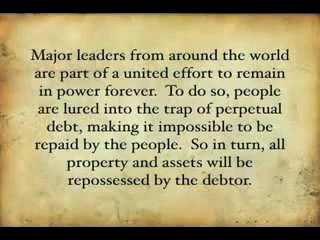 Major leaders from around the world
are part of a united effort to remain
in power forever.  To do so, people
are lured into the trap of perpetual
debt, making it impossible to be
repaid by the people.  So in turn, all
property and assets will be
repossessed by the debtor.